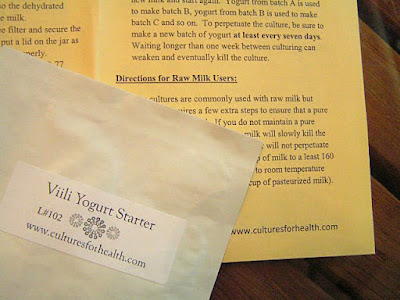 so the dehydrated
e milk.
e filter and secure the
put a lid on the jar as
operly.
77
new milk and start again. Yogurt from batch A is used
to make batch B, yogurt from batch B is used to make
batch C and so on. To perpetuate the culture, be sure to
make a new batch of yogurt at least every seven days.
Waiting longer than one week between culturing can
weaken and eventually kill the culture.
Directions for Raw Milk Users:
cultures are commonly used with raw milk but
ires a few extra steps to ensure that a pure
If you do not maintain a pure
milk will slowly kill the
will not perpetuate
of milk to a least 160
to room temperature
cup of pasteurized milk).
www.culturesforhealth.com
Viili Yogurt Starter
L#102
www.culturesforhealth.com